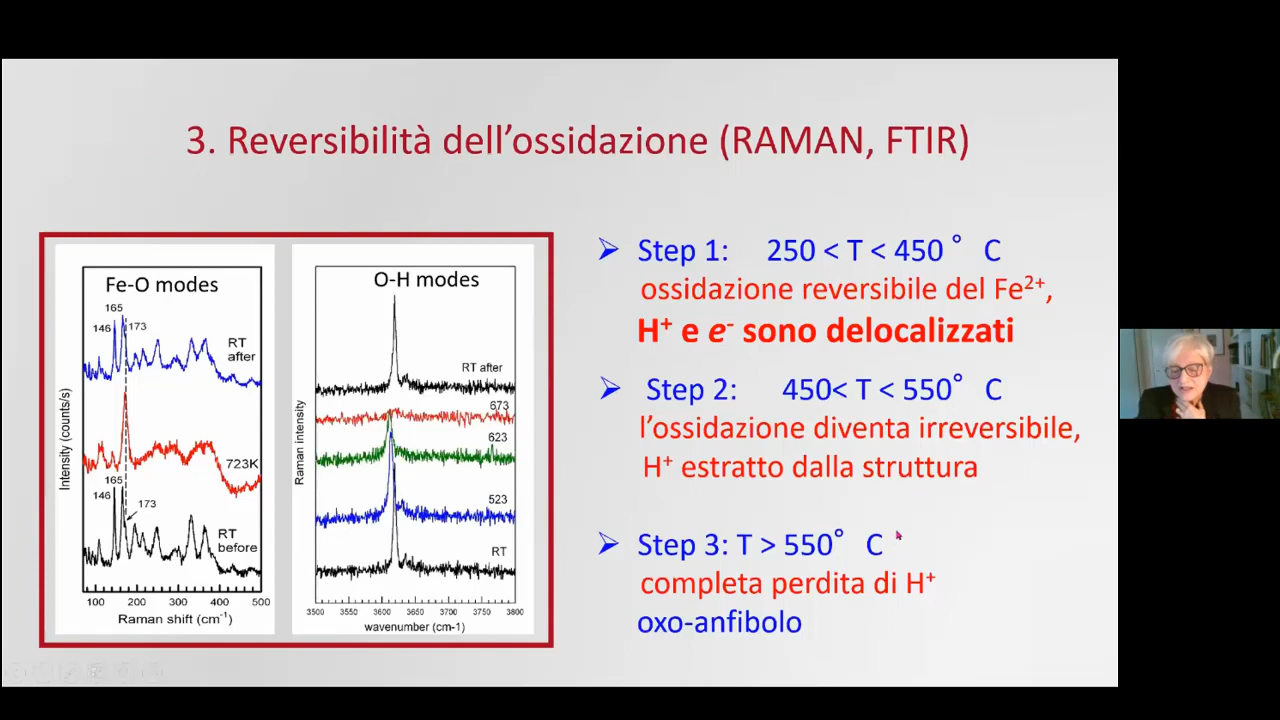 3. Reversibilità dell’ossidazione (RAMAN, FTIR)
Fe-O modes
165
146
173
RT
after
723K
165
146
173
RT
before
Intensity (counts/s)
100 200 300 400 500
Raman shift (cm⁻¹)
O-H modes
RT after
673
623
523
RT
Raman intensity
3500 3550 3600 3650 3700 3750 3800
wavenumber (cm-1)
➢ Step 1: 250 < T < 450 ° C
ossidazione reversibile del Fe²⁺,
H⁺ e e⁻ sono delocalizzati
➢ Step 2: 450< T < 550° C
l’ossidazione diventa irreversibile,
H⁺ estratto dalla struttura
➢ Step 3: T > 550° C
completa perdita di H⁺
oxo-anfibolo